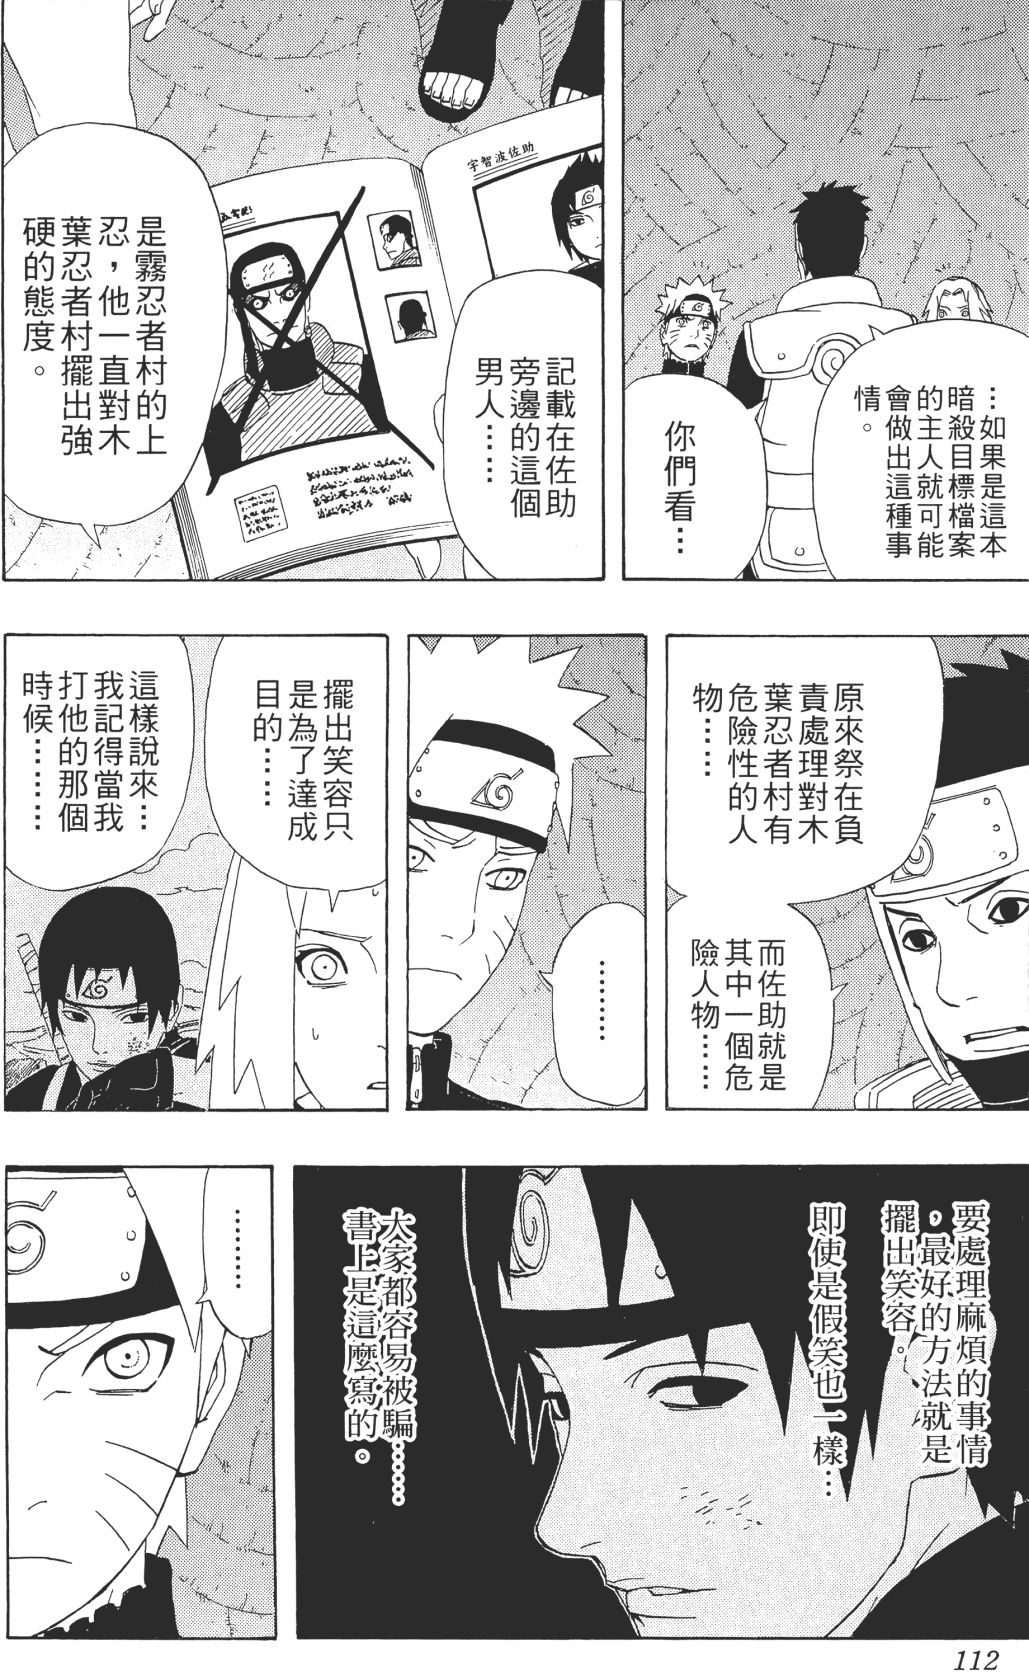 …如果是這本
暗殺目標檔案
的主人就可能
會做出這種事
情。
你們看…
宇智波佐助
記載在佐助
旁邊的這個
男人……
是霧忍者村的上
忍，他一直對木
葉忍者村擺出強
硬的態度。
原來祭在負
責處理對木
葉忍者村有
危險性的人
物……
而佐助就是
其中一個危
險人物……
………
擺出笑容只
是為了達成
目的……
這樣說來…
我記得當我
打他的那個
時候………
要處理麻煩的事情
，最好的方法就是
擺出笑容。
即使是假笑也一樣…
大家都容易被騙……
書上是這麼寫的。
………
112